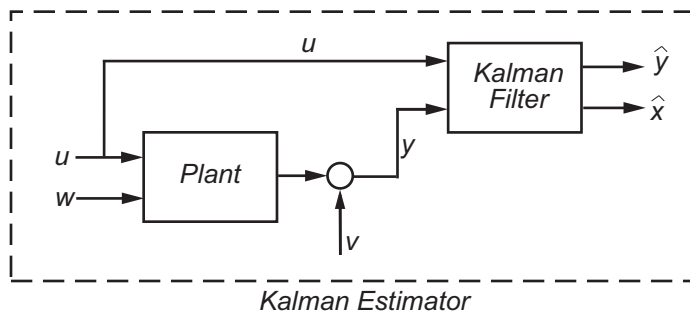 u
Kalman
Filter
ŷ
x̂
y
u
w
Plant
v
Kalman Estimator